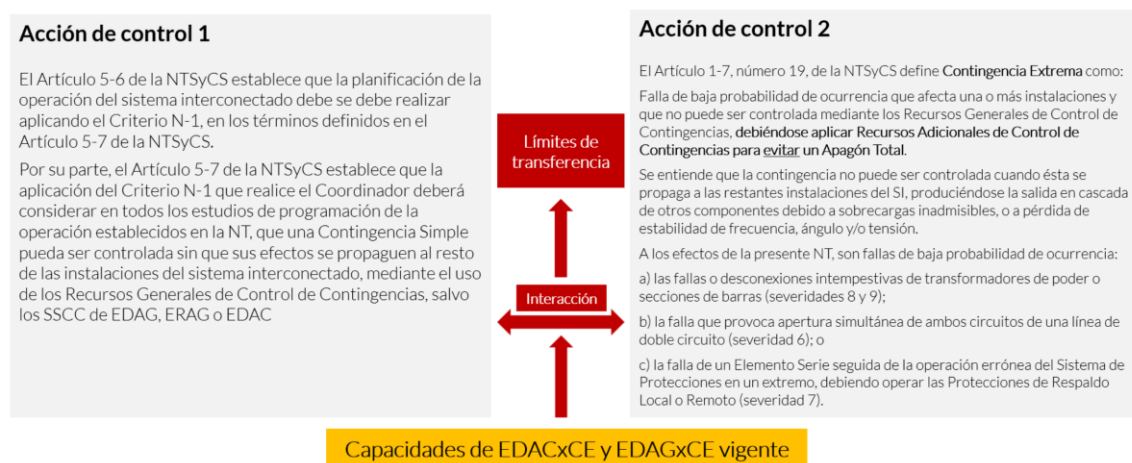 Acción de control 1
El Artículo 5-6 de la NTSyCS establece que la planificación de la
operación del sistema interconectado debe se debe realizar
aplicando el Criterio N-1, en los términos definidos en el
Artículo 5-7 de la NTSyCS.
Por su parte, el Artículo 5-7 de la NTSyCS establece que la
aplicación del Criterio N-1 que realice el Coordinador deberá
considerar en todos los estudios de programación de la
operación establecidos en la NT, que una Contingencia Simple
pueda ser controlada sin que sus efectos se propaguen al resto
de las instalaciones del sistema interconectado, mediante el uso
de los Recursos Generales de Control de Contingencias, salvo
los SSCC de EDAG, ERAG o EDAC
Límites de
transferencia
Interacción
Acción de control 2
El Artículo 1-7, número 19, de la NTSyCS define Contingencia Extrema como:
Falla de baja probabilidad de ocurrencia que afecta una o más instalaciones y
que no puede ser controlada mediante los Recursos Generales de Control de
Contingencias, debiéndose aplicar Recursos Adicionales de Control de
Contingencias para evitar un Apagón Total.
Se entiende que la contingencia no puede ser controlada cuando ésta se
propaga a las restantes instalaciones del SI, produciéndose la salida en cascada
de otros componentes debido a sobrecargas inadmisibles, o a pérdida de
estabilidad de frecuencia, ángulo y/o tensión.
A los efectos de la presente NT, son fallas de baja probabilidad de ocurrencia:
a) las fallas o desconexiones intempestivas de transformadores de poder o
secciones de barras (severidades 8 y 9);
b) la falla que provoca apertura simultánea de ambos circuitos de una línea de
doble circuito (severidad 6); o
c) la falla de un Elemento Serie seguida de la operación errónea del Sistema de
Protecciones en un extremo, debiendo operar las Protecciones de Respaldo
Local o Remoto (severidad 7).
Capacidades de EDACxCE y EDAGxCE vigente